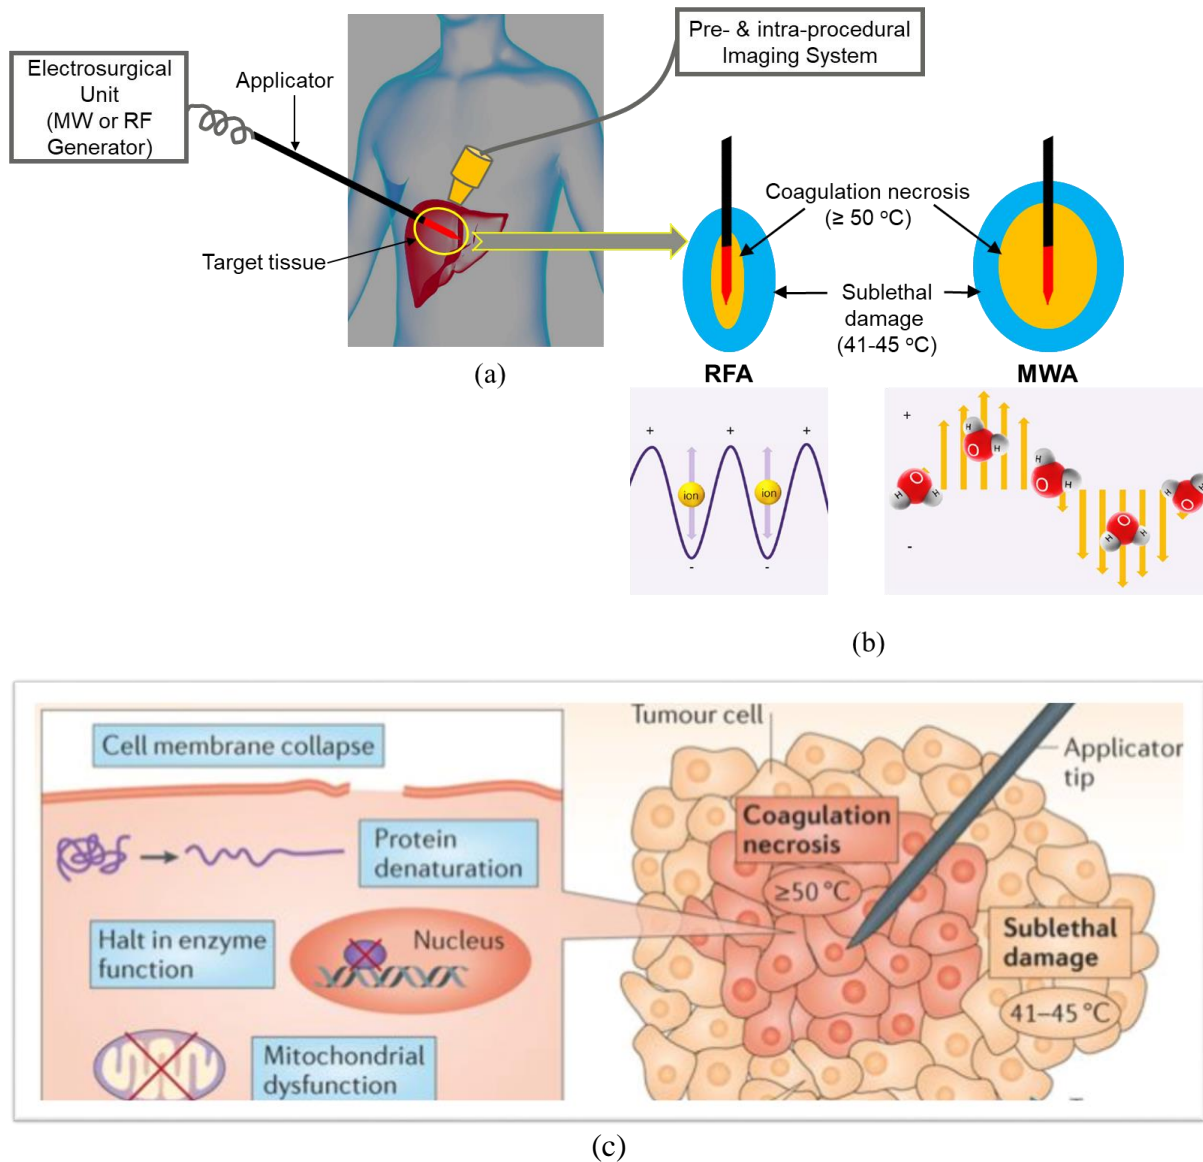 Electrosurgical
Unit
(MW or RF
Generator)
Applicator
Pre- & intra-procedural
Imaging System
Target tissue
(a)
Coagulation necrosis
(≥ 50 °C)
Sublethal
damage
(41-45 °C)
RFA
MWA
+ + +
ion ion
- -
+
-
H H O
H H O
H H O
H H O
H H O
(b)
Cell membrane collapse
Protein
denaturation
Halt in enzyme
function
Nucleus
Mitochondrial
dysfunction
Tumour cell
Applicator
tip
Coagulation
necrosis
≥50 °C
Sublethal
damage
41–45 °C
(c)